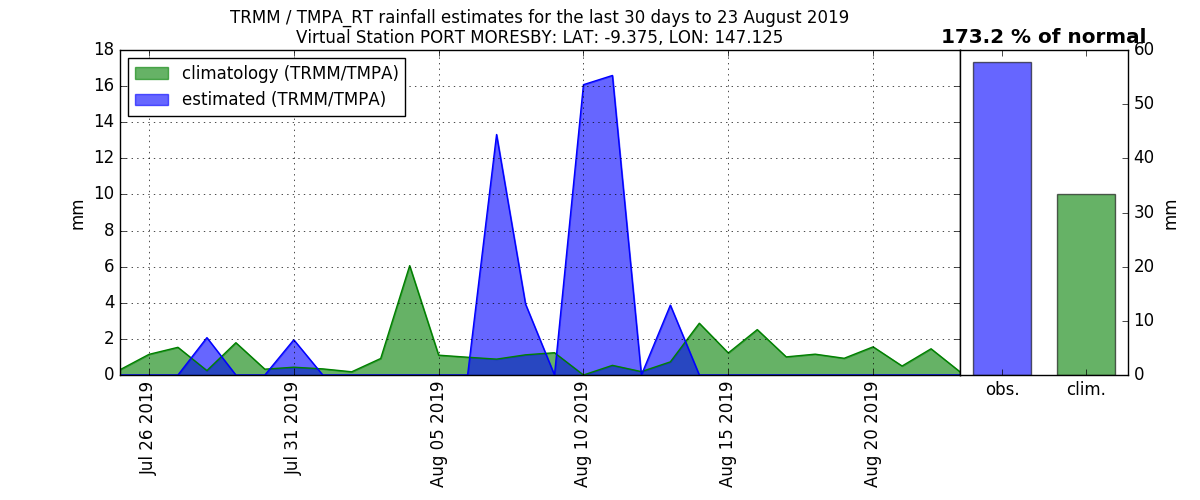 TRMM / TMPA_RT rainfall estimates for the last 30 days to 23 August 2019
Virtual Station PORT MORESBY: LAT: -9.375, LON: 147.125
173.2 % of normal
climatology (TRMM/TMPA)
estimated (TRMM/TMPA)
mm
18
16
14
12
10
8
6
4
2
0
Jul 26 2019
Jul 31 2019
Aug 05 2019
Aug 10 2019
Aug 15 2019
Aug 20 2019
60
50
40
30
20
10
0
mm
obs.
clim.